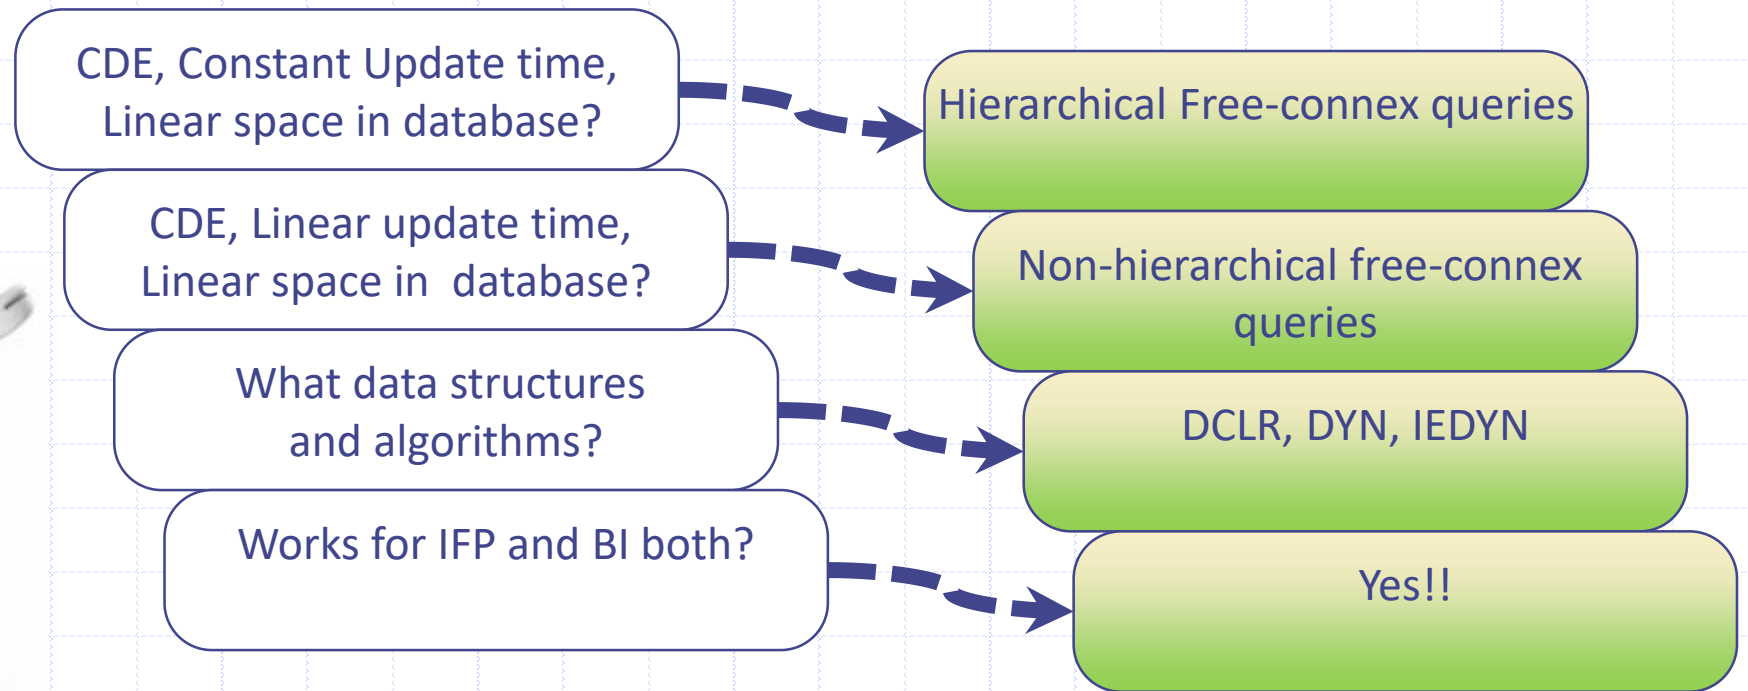 CDE, Constant Update time,
Linear space in database?
Hierarchical Free-connex queries
CDE, Linear update time,
Linear space in database?
Non-hierarchical free-connex
queries
What data structures
and algorithms?
DCLR, DYN, IEDYN
Works for IFP and BI both?
Yes!!